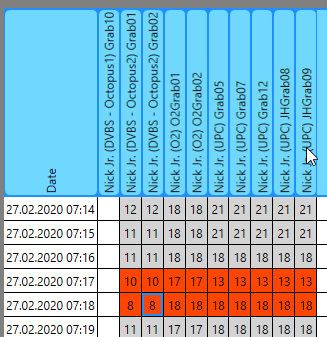 Date Nick Jr. (DVBS - Octopus1) Grab10 Nick Jr. (DVBS - Octopus2) Grab01 Nick Jr. (DVBS - Octopus2) Grab02 Nick Jr. (O2) O2Grab01 Nick Jr. (O2) O2Grab02 Nick Jr. (UPC) Grab05 Nick Jr. (UPC) Grab07 Nick Jr. (UPC) Grab12 Nick Jr. (UPC) JHGrab08 Nick Jr. (UPC) JHGrab09
27.02.2020 07:14 12 12 18 18 21 21 21 21 21
27.02.2020 07:15 11 11 18 18 21 21 21 21 21
27.02.2020 07:16 11 11 18 18 18 18 18 18 18
27.02.2020 07:17 10 10 17 17 13 13 13 13 13
27.02.2020 07:18 8 8 18 18 18 18 18 18 18
27.02.2020 07:19 11 11 17 17 18 18 18 18 18